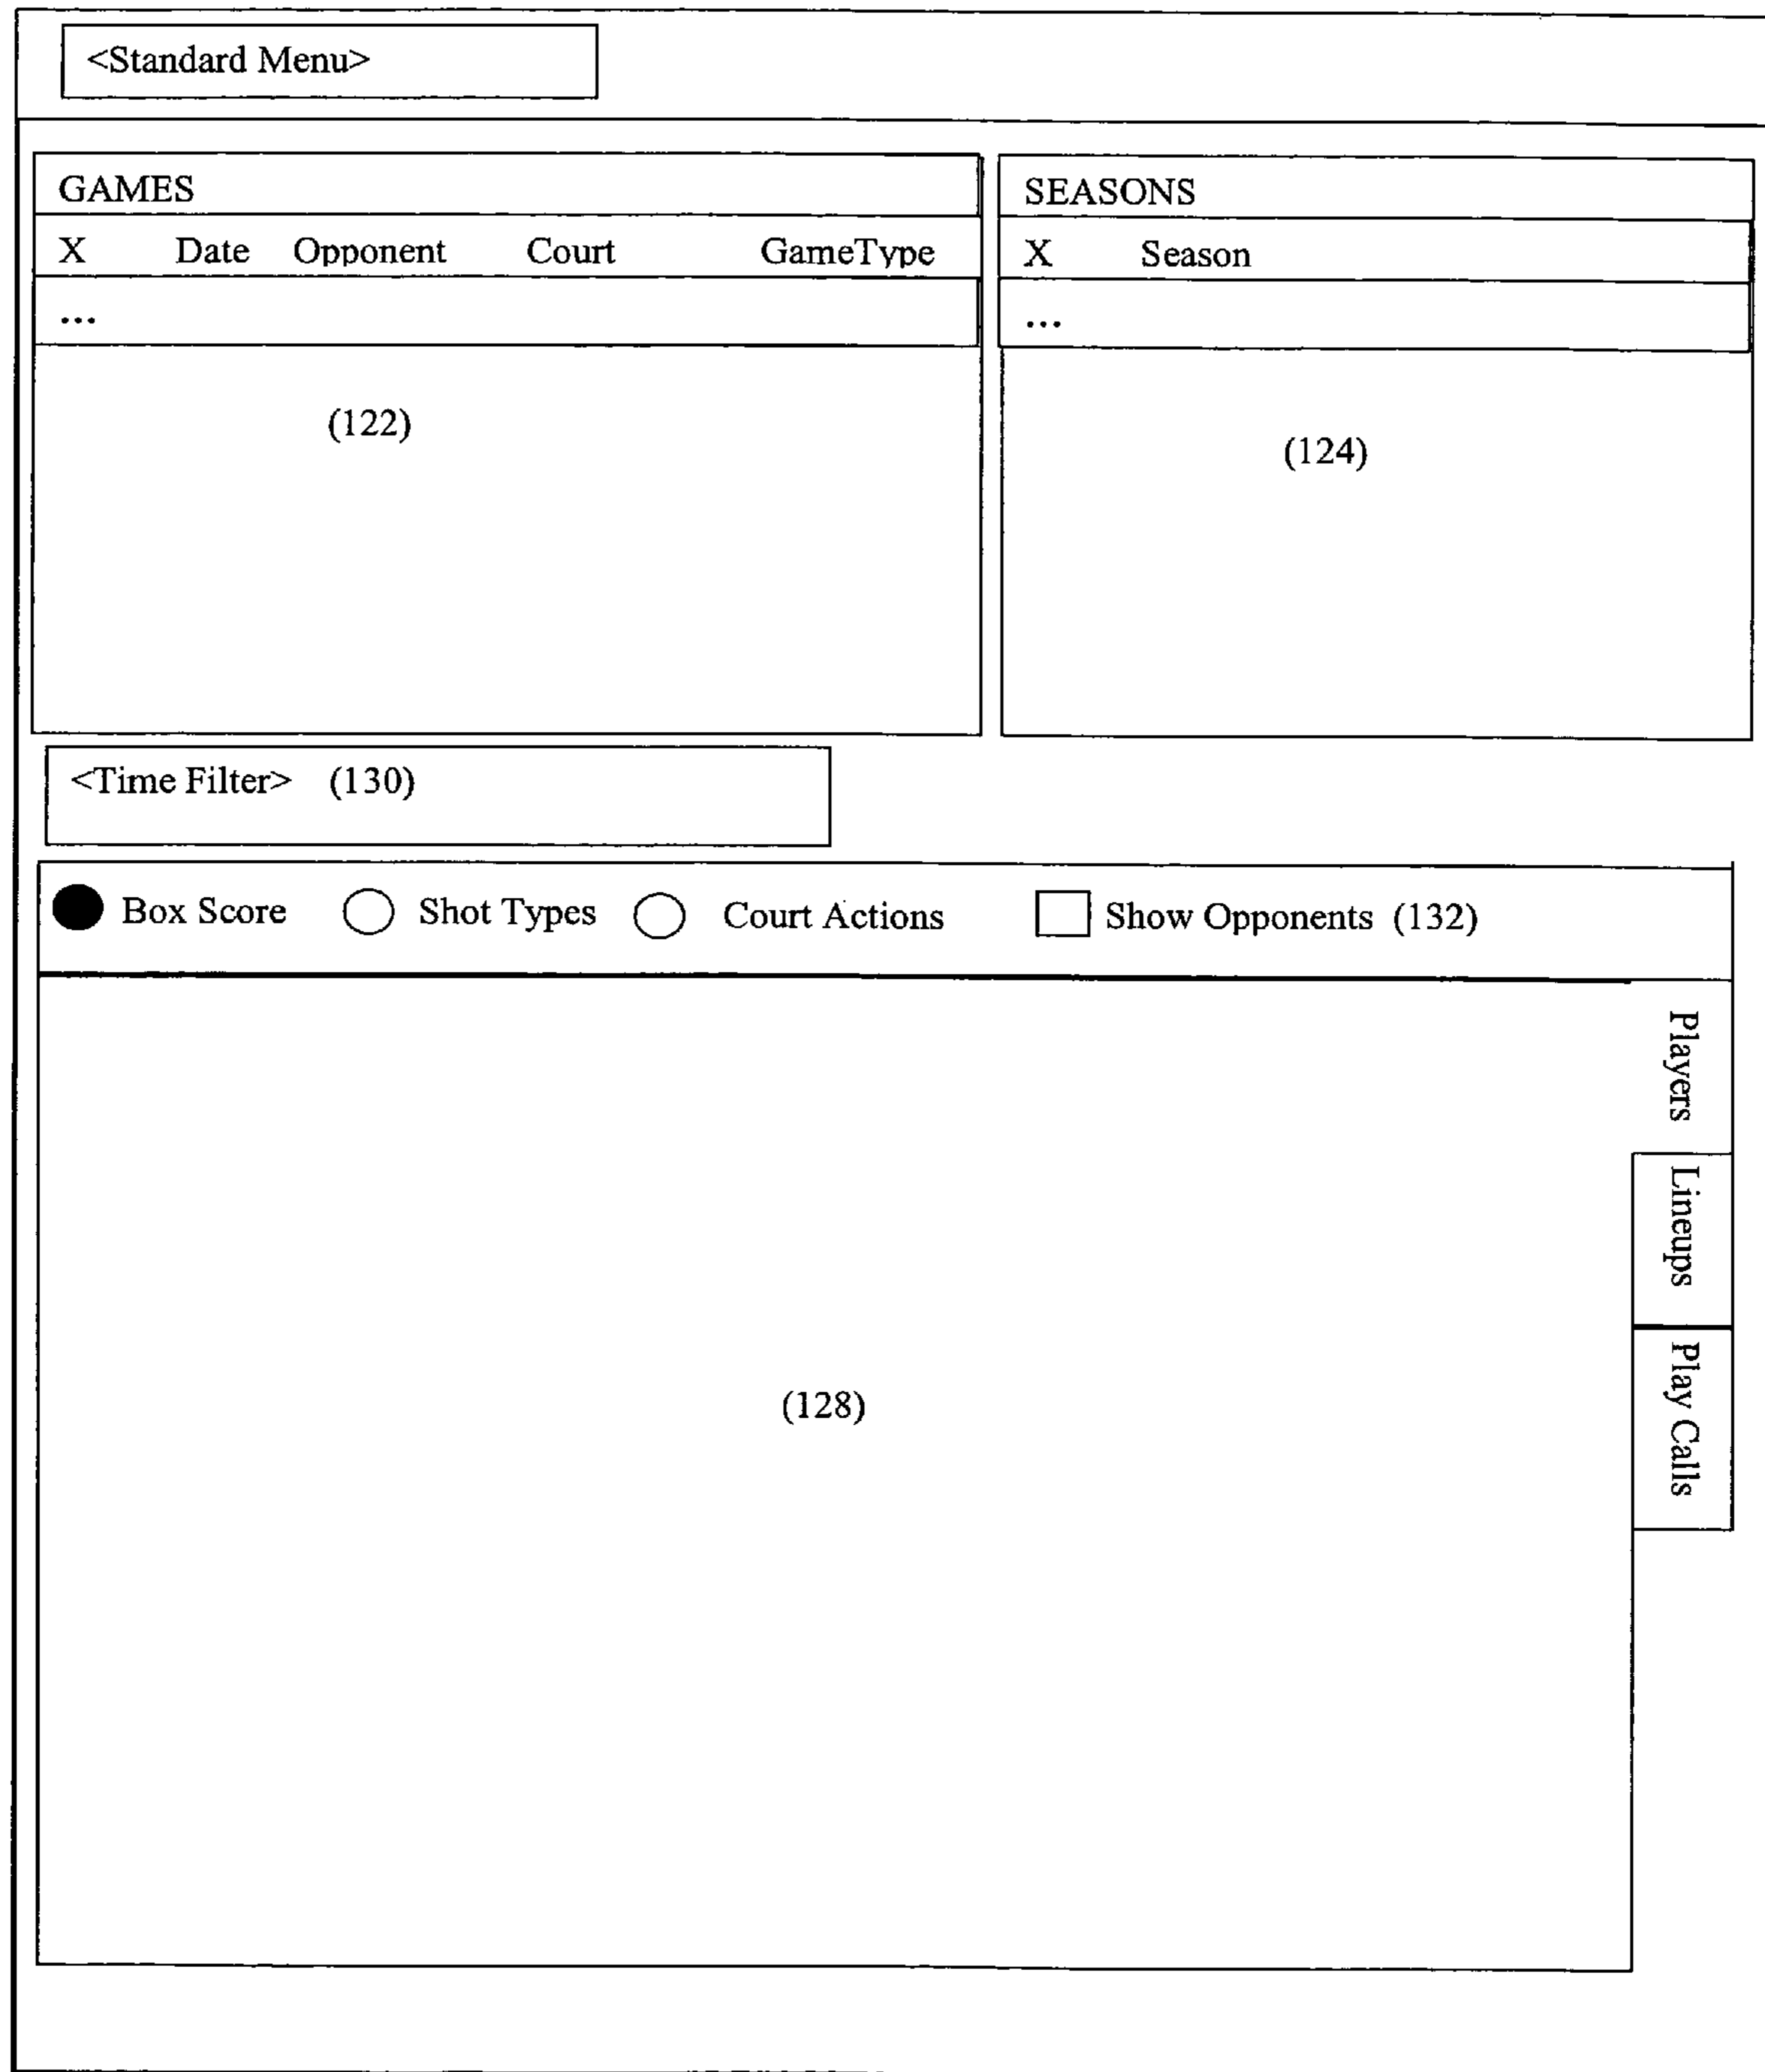 <Standard Menu>
GAMES
X Date Opponent Court GameType
...
(122)
SEASONS
X Season
...
(124)
<Time Filter> (130)
Box Score Shot Types Court Actions Show Opponents (132)
Players
Lineups
Play Calls
(128)